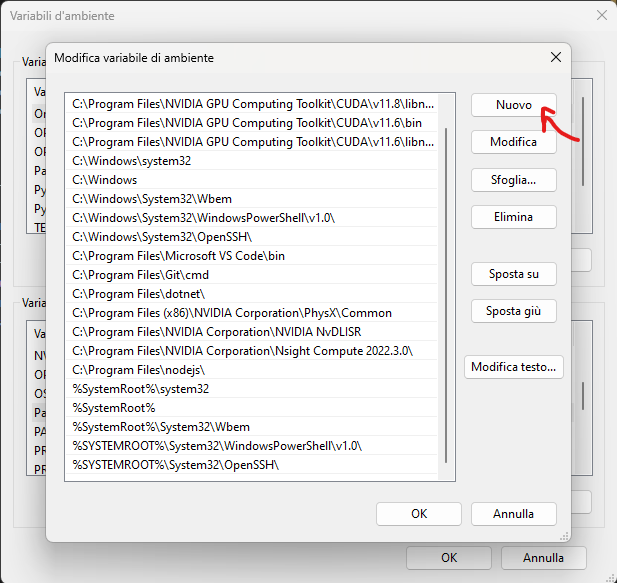 Variabili d'ambiente
Modifica variabile di ambiente
Varia
Va
On
OF
OF
Pa
Py
Py
TE
Varia
Va
NV
OF
OS
Pa
PA
PR
PR
C:\Program Files\NVIDIA GPU Computing Toolkit\CUDA\v11.8\libn...
C:\Program Files\NVIDIA GPU Computing Toolkit\CUDA\v11.6\bin
C:\Program Files\NVIDIA GPU Computing Toolkit\CUDA\v11.6\libn...
C:\Windows\system32
C:\Windows
C:\Windows\System32\Wbem
C:\Windows\System32\WindowsPowerShell\v1.0\
C:\Windows\System32\OpenSSH\
C:\Program Files\Microsoft VS Code\bin
C:\Program Files\Git\cmd
C:\Program Files\dotnet\
C:\Program Files (x86)\NVIDIA Corporation\PhysX\Common
C:\Program Files\NVIDIA Corporation\NVIDIA NvDLISR
C:\Program Files\NVIDIA Corporation\Nsight Compute 2022.3.0\
C:\Program Files\nodejs\
%SystemRoot%\system32
%SystemRoot%
%SystemRoot%\System32\Wbem
%SYSTEMROOT%\System32\WindowsPowerShell\v1.0\
%SYSTEMROOT%\System32\OpenSSH\
Nuovo
Modifica
Sfoglia...
Elimina
Sposta su
Sposta giù
Modifica testo...
OK
Annulla
OK
Annulla